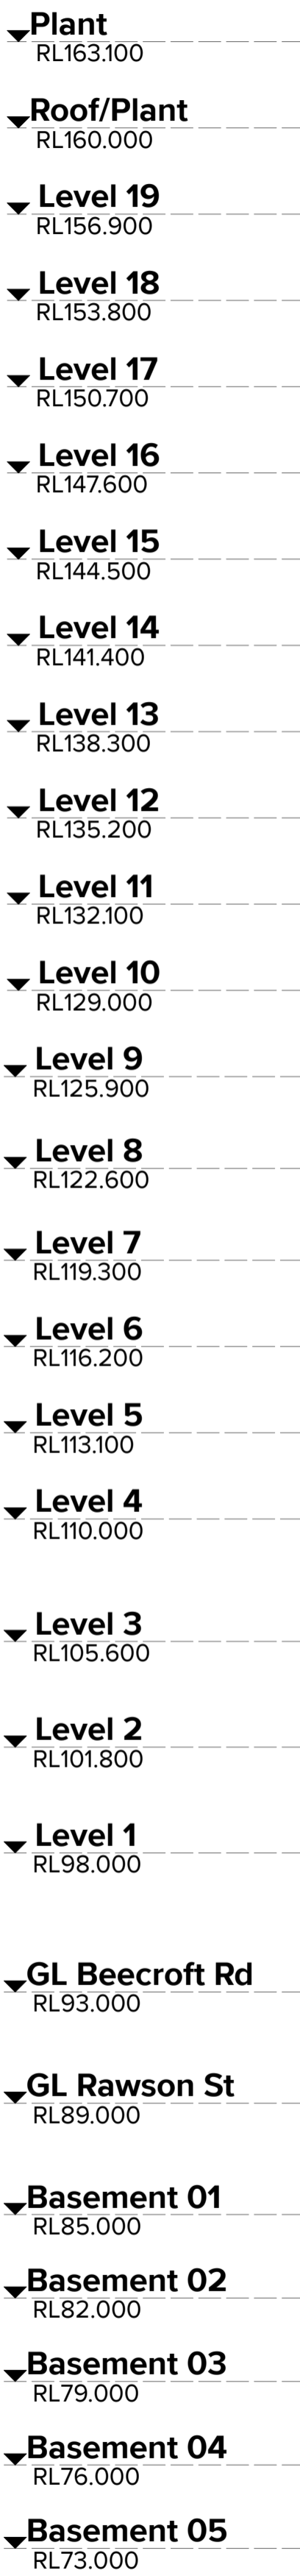 Plant
RL163.100
Roof/Plant
RL160.000
Level 19
RL156.900
Level 18
RL153.800
Level 17
RL150.700
Level 16
RL147.600
Level 15
RL144.500
Level 14
RL141.400
Level 13
RL138.300
Level 12
RL135.200
Level 11
RL132.100
Level 10
RL129.000
Level 9
RL125.900
Level 8
RL122.600
Level 7
RL119.300
Level 6
RL116.200
Level 5
RL113.100
Level 4
RL110.000
Level 3
RL105.600
Level 2
RL101.800
Level 1
RL98.000
GL Beecroft Rd
RL93.000
GL Rawson St
RL89.000
Basement 01
RL85.000
Basement 02
RL82.000
Basement 03
RL79.000
Basement 04
RL76.000
Basement 05
RL73.000